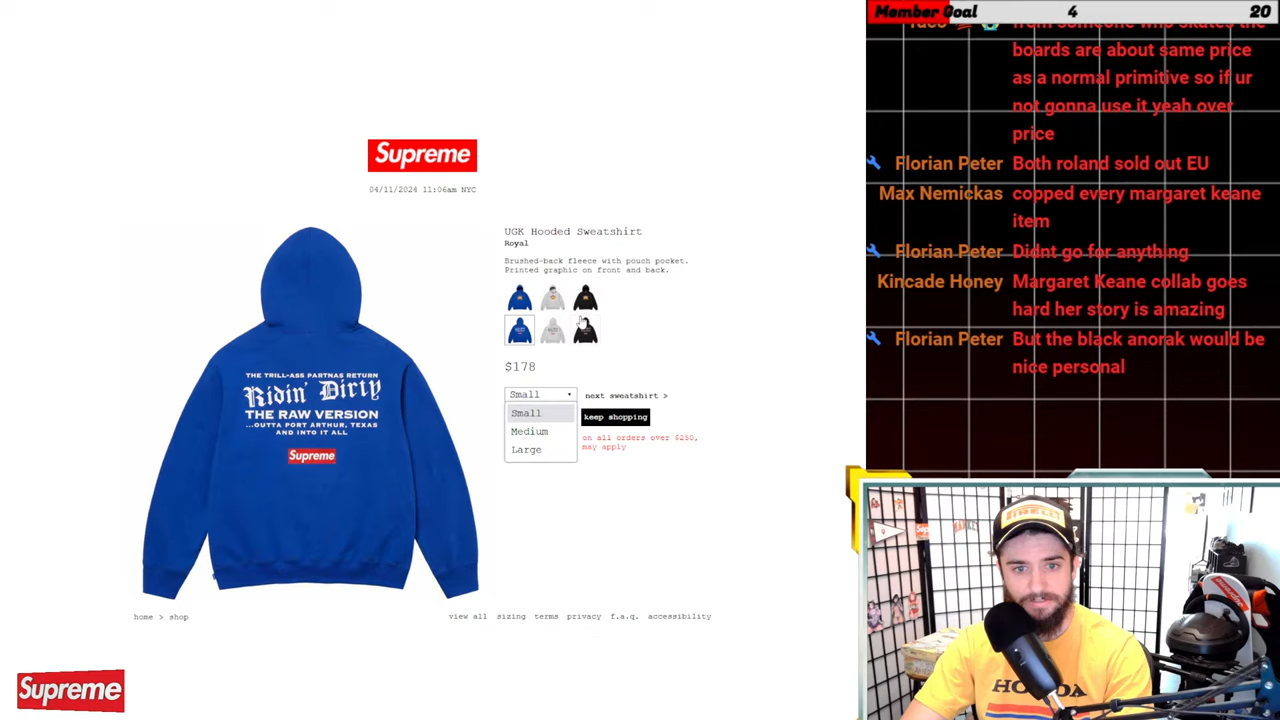 Supreme
04/11/2024 11:06am NYC
UGK Hooded Sweatshirt
Royal
Brushed-back fleece with pouch pocket.
Printed graphic on front and back.
$178
Small
next sweatshirt >
Small
Medium
Large
keep shopping
on all orders over $250,
may apply
THE TRILL-ASS PARTNAS RETURN
Ridin' Dirty
THE RAW VERSION
...OUTTA PORT ARTHUR, TEXAS
AND INTO IT ALL
Supreme
home > shop
view all sizing terms privacy f.a.q. accessibility
Supreme
Member Goal 4 20
from someone who skates the
boards are about same price
as a normal primitive so if ur
not gonna use it yeah over
price
Florian Peter Both roland sold out EU
Max Nemickas copped every margaret keane
item
Florian Peter Didnt go for anything
Kincade Honey Margaret Keane collab goes
hard her story is amazing
Florian Peter But the black anorak would be
nice personal
PIRELLI
HONDA